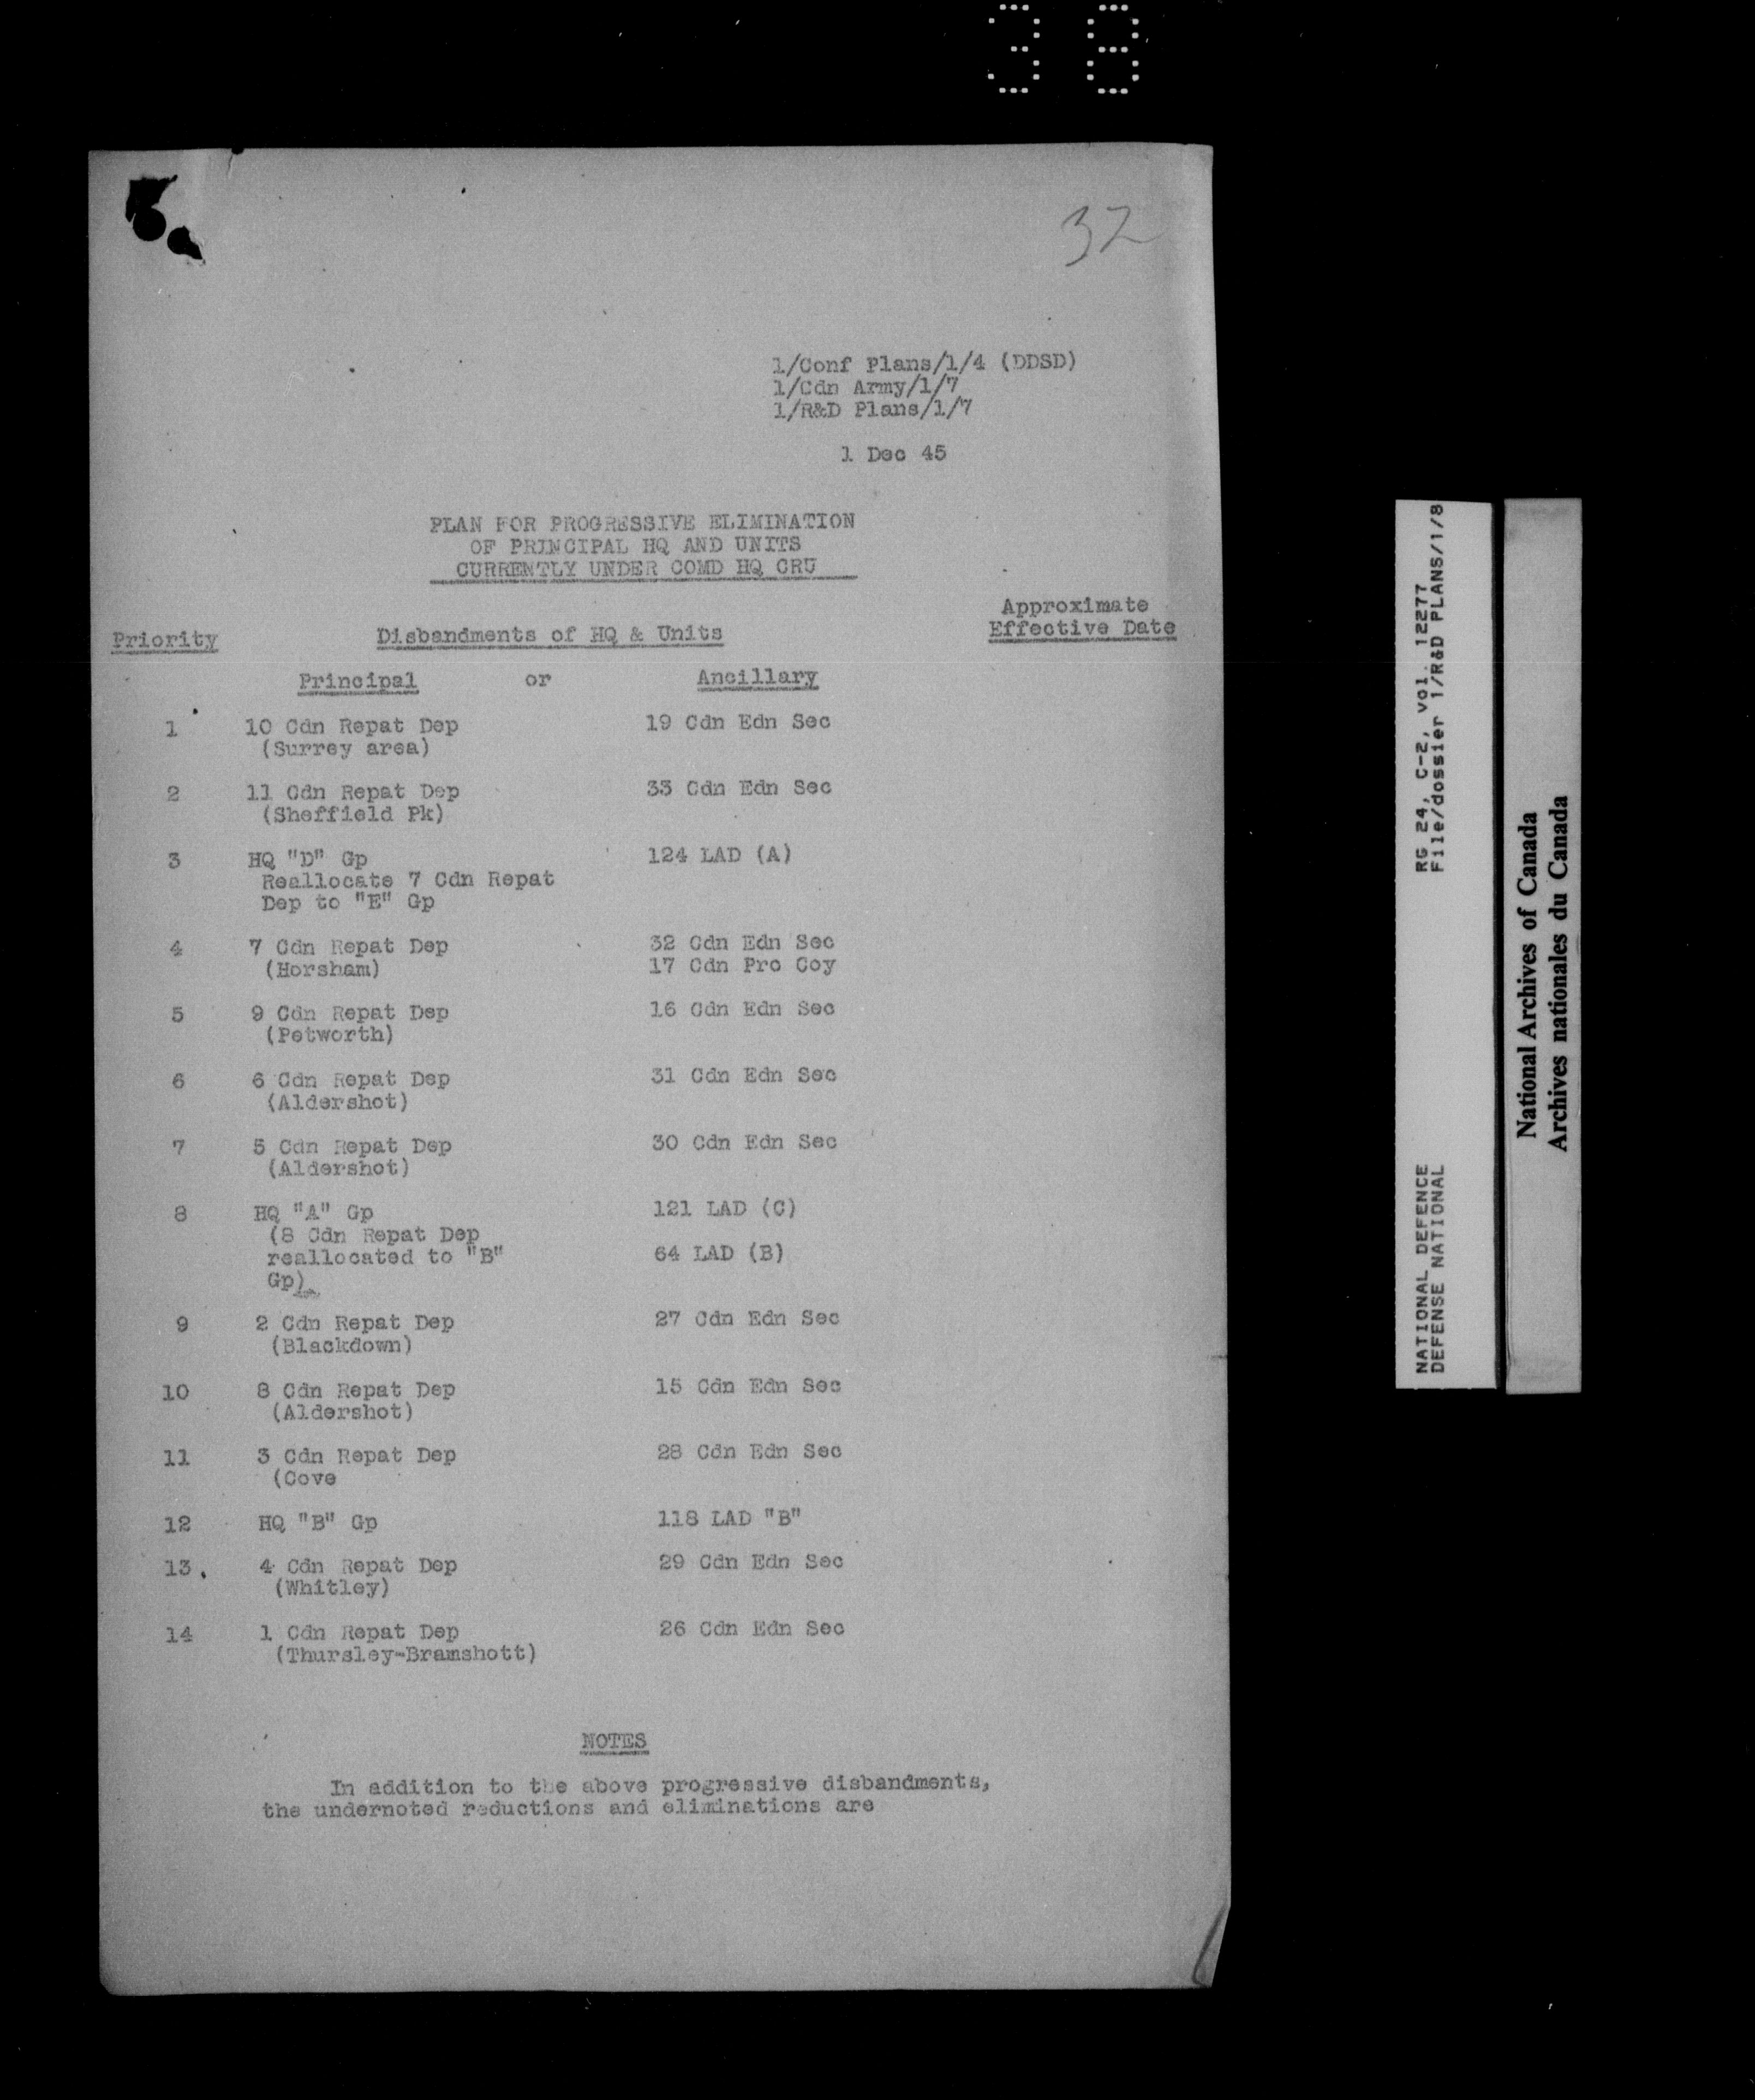 38
32
1/Conf Plans/1/4 (DDSD)
1/Cdn Army/1/7
1/R&D Plans/1/7
1 Dec 45
PLAN FOR PROGRESSIVE ELIMINATION
OF PRINCIPAL HQ AND UNITS
CURRENTLY UNDER COMD HQ CRU
Priority Disbandments of HQ & Units Approximate
Effective Date
Principal or Ancillary
1 10 Cdn Repat Dep 19 Cdn Edn Sec
(Surrey area)
2 11 Cdn Repat Dep 33 Cdn Edn Sec
(Sheffield Pk)
3 HQ "D" Gp 124 LAD (A)
Reallocate 7 Cdn Repat
Dep to "E" Gp
4 7 Cdn Repat Dep 32 Cdn Edn Sec
(Horsham) 17 Cdn Pro Coy
5 9 Cdn Repat Dep 16 Cdn Edn Sec
(Petworth)
6 6 Cdn Repat Dep 31 Cdn Edn Sec
(Aldershot)
7 5 Cdn Repat Dep 30 Cdn Edn Sec
(Aldershot)
8 HQ "A" Gp 121 LAD (C)
(8 Cdn Repat Dep
reallocated to "B" 64 LAD (B)
Gp)
9 2 Cdn Repat Dep 27 Cdn Edn Sec
(Blackdown)
10 8 Cdn Repat Dep 15 Cdn Edn Sec
(Aldershot)
11 3 Cdn Repat Dep 28 Cdn Edn Sec
(Cove
12 HQ "B" Gp 118 LAD "B"
13. 4 Cdn Repat Dep 29 Cdn Edn Sec
(Whitley)
14 1 Cdn Repat Dep 26 Cdn Edn Sec
(Thursley-Bramshott)
NOTES
In addition to the above progressive disbandments,
the undernoted reductions and eliminations are
NATIONAL DEFENCE RG 24, C-2, vol. 12277
DEFENSE NATIONAL File/dossier 1/R&D PLANS/1/8
National Archives of Canada
Archives nationales du Canada